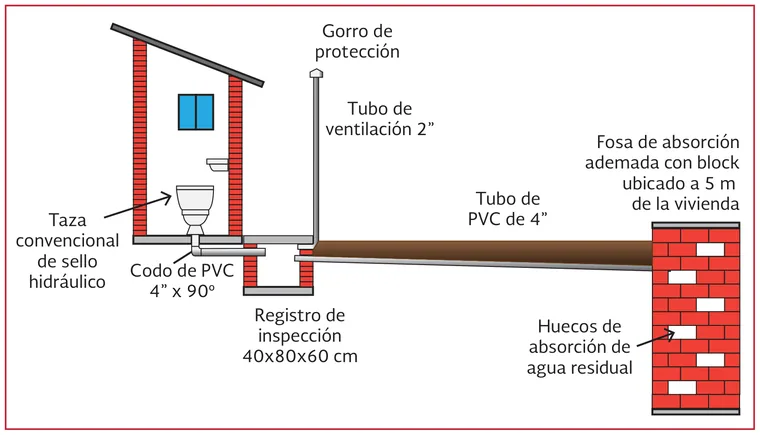 Gorro de
protección
Tubo de
ventilación 2”
Fosa de absorción
ademada con block
ubicado a 5 m
de la vivienda
Tubo de
PVC de 4”
Taza
convencional
de sello
hidráulico
Codo de PVC
4” x 90º
Registro de
inspección
40x80x60 cm
Huecos de
absorción de
agua residual